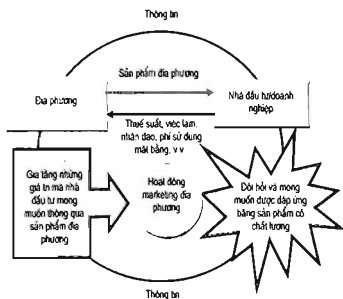 Thông tin
Sản phẩm địa phương
Địa phương
Nhà đầu tư/doanh
nghiệp
Thuế suất, việc làm,
nhân đạo, phí sử dụng
mặt bằng, v v
Gia tăng những
giá trị mà nhà
đầu tư mong
muốn thông qua
sản phẩm địa
phương
Hoạt động
marketing địa
phương
Đòi hỏi và mong
muốn được đáp ứng
bằng sản phẩm có
chất lượng
Thông tin